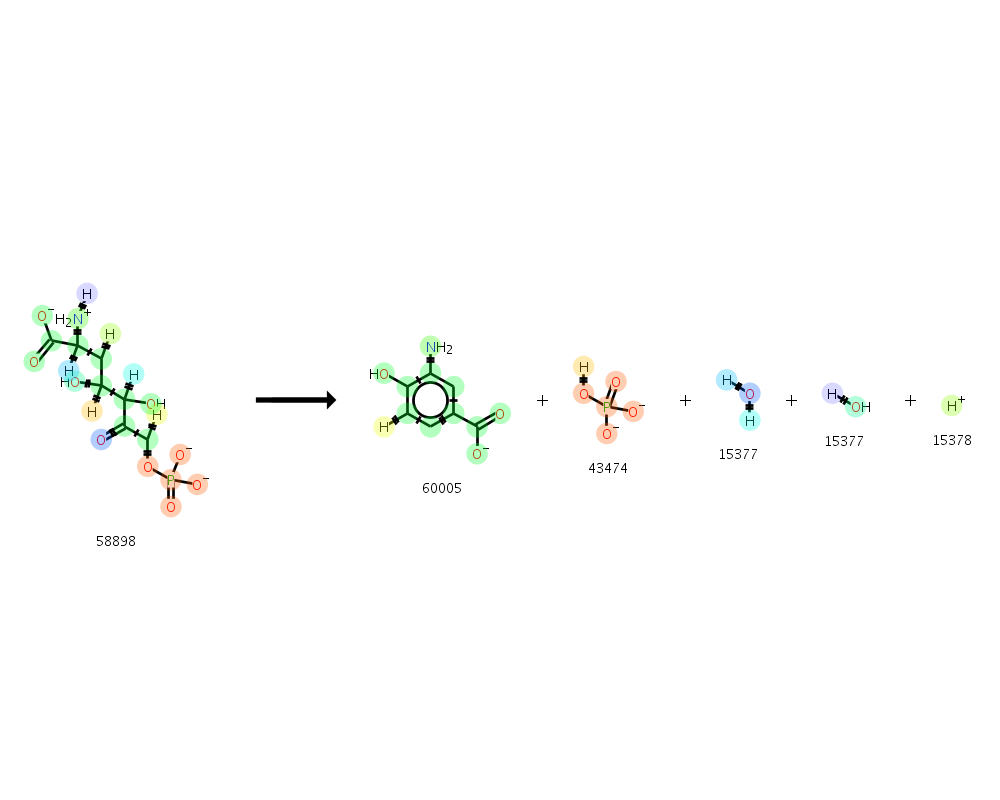 H
O⁻ H₂N⁺ H
O H HO H OH
H H
O
O O⁻
P O⁻
O
58898
NH₂
HO
H O
O⁻
60005
+
H
O O
P O⁻
O⁻
43474
+
H O
H
15377
+
H OH
15377
+
H⁺
15378